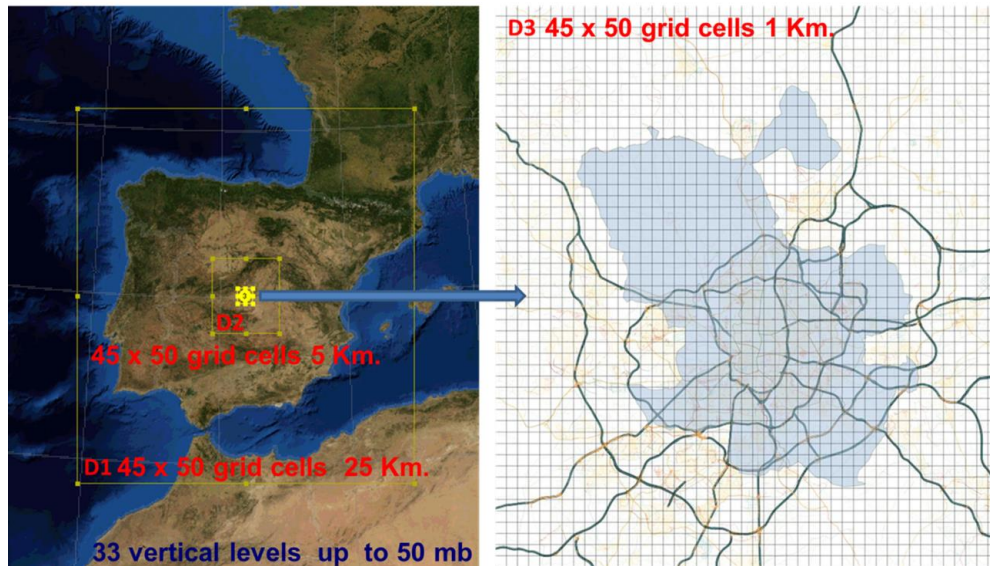 D2
45 x 50 grid cells 5 Km.
D1 45 x 50 grid cells 25 Km.
33 vertical levels up to 50 mb
D3 45 x 50 grid cells 1 Km.